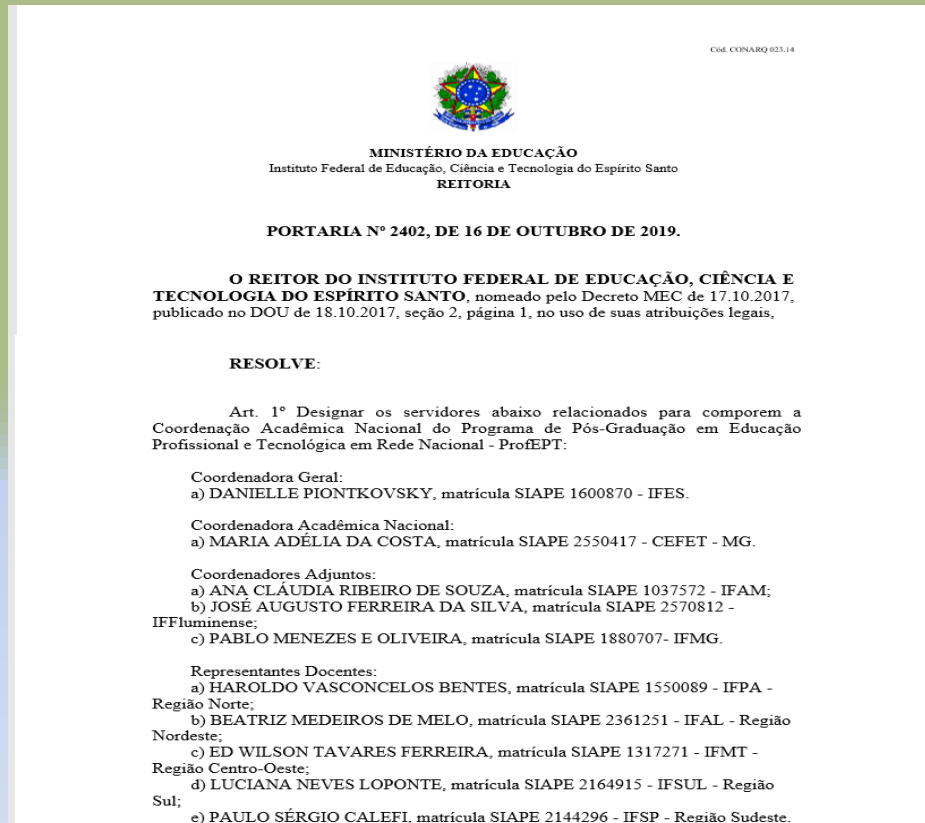 Cód. CONARQ 023.14
MINISTÉRIO DA EDUCAÇÃO
Instituto Federal de Educação, Ciência e Tecnologia do Espírito Santo
REITORIA
PORTARIA Nº 2402, DE 16 DE OUTUBRO DE 2019.
O REITOR DO INSTITUTO FEDERAL DE EDUCAÇÃO, CIÊNCIA E
TECNOLOGIA DO ESPÍRITO SANTO, nomeado pelo Decreto MEC de 17.10.2017,
publicado no DOU de 18.10.2017, seção 2, página 1, no uso de suas atribuições legais,
RESOLVE:
Art. 1º Designar os servidores abaixo relacionados para comporem a
Coordenação Acadêmica Nacional do Programa de Pós-Graduação em Educação
Profissional e Tecnológica em Rede Nacional - ProfEPT:
Coordenadora Geral:
a) DANIELLE PIONTKOVSKY, matrícula SIAPE 1600870 - IFES.
Coordenadora Acadêmica Nacional:
a) MARIA ADÉLIA DA COSTA, matrícula SIAPE 2550417 - CEFET - MG.
Coordenadores Adjuntos:
a) ANA CLÁUDIA RIBEIRO DE SOUZA, matrícula SIAPE 1037572 - IFAM;
b) JOSÉ AUGUSTO FERREIRA DA SILVA, matrícula SIAPE 2570812 -
IFFluminense;
c) PABLO MENEZES E OLIVEIRA, matrícula SIAPE 1880707- IFMG.
Representantes Docentes:
a) HAROLDO VASCONCELOS BENTES, matrícula SIAPE 1550089 - IFPA -
Região Norte;
b) BEATRIZ MEDEIROS DE MELO, matrícula SIAPE 2361251 - IFAL - Região
Nordeste;
c) ED WILSON TAVARES FERREIRA, matrícula SIAPE 1317271 - IFMT -
Região Centro-Oeste;
d) LUCIANA NEVES LOPONTE, matrícula SIAPE 2164915 - IFSUL - Região
Sul;
e) PAULO SÉRGIO CALEFI, matrícula SIAPE 2144296 - IFSP - Região Sudeste.